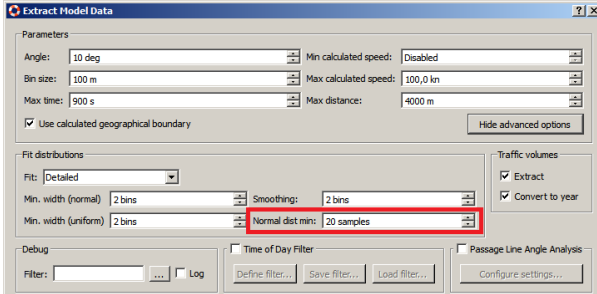 Extract Model Data
Parameters
Angle: 10 deg Min calculated speed: Disabled
Bin size: 100 m Max calculated speed: 100,0 kn
Max time: 900 s Max distance: 4000 m
Use calculated geographical boundary Hide advanced options
Fit distributions Traffic volumes
Fit: Detailed Extract
Min. width (normal) 2 bins Smoothing: 2 bins Convert to year
Min. width (uniform) 2 bins Normal dist min: 20 samples
Debug Time of Day Filter Passage Line Angle Analysis
Filter: ... Log Define filter... Save filter... Load filter... Configure settings...